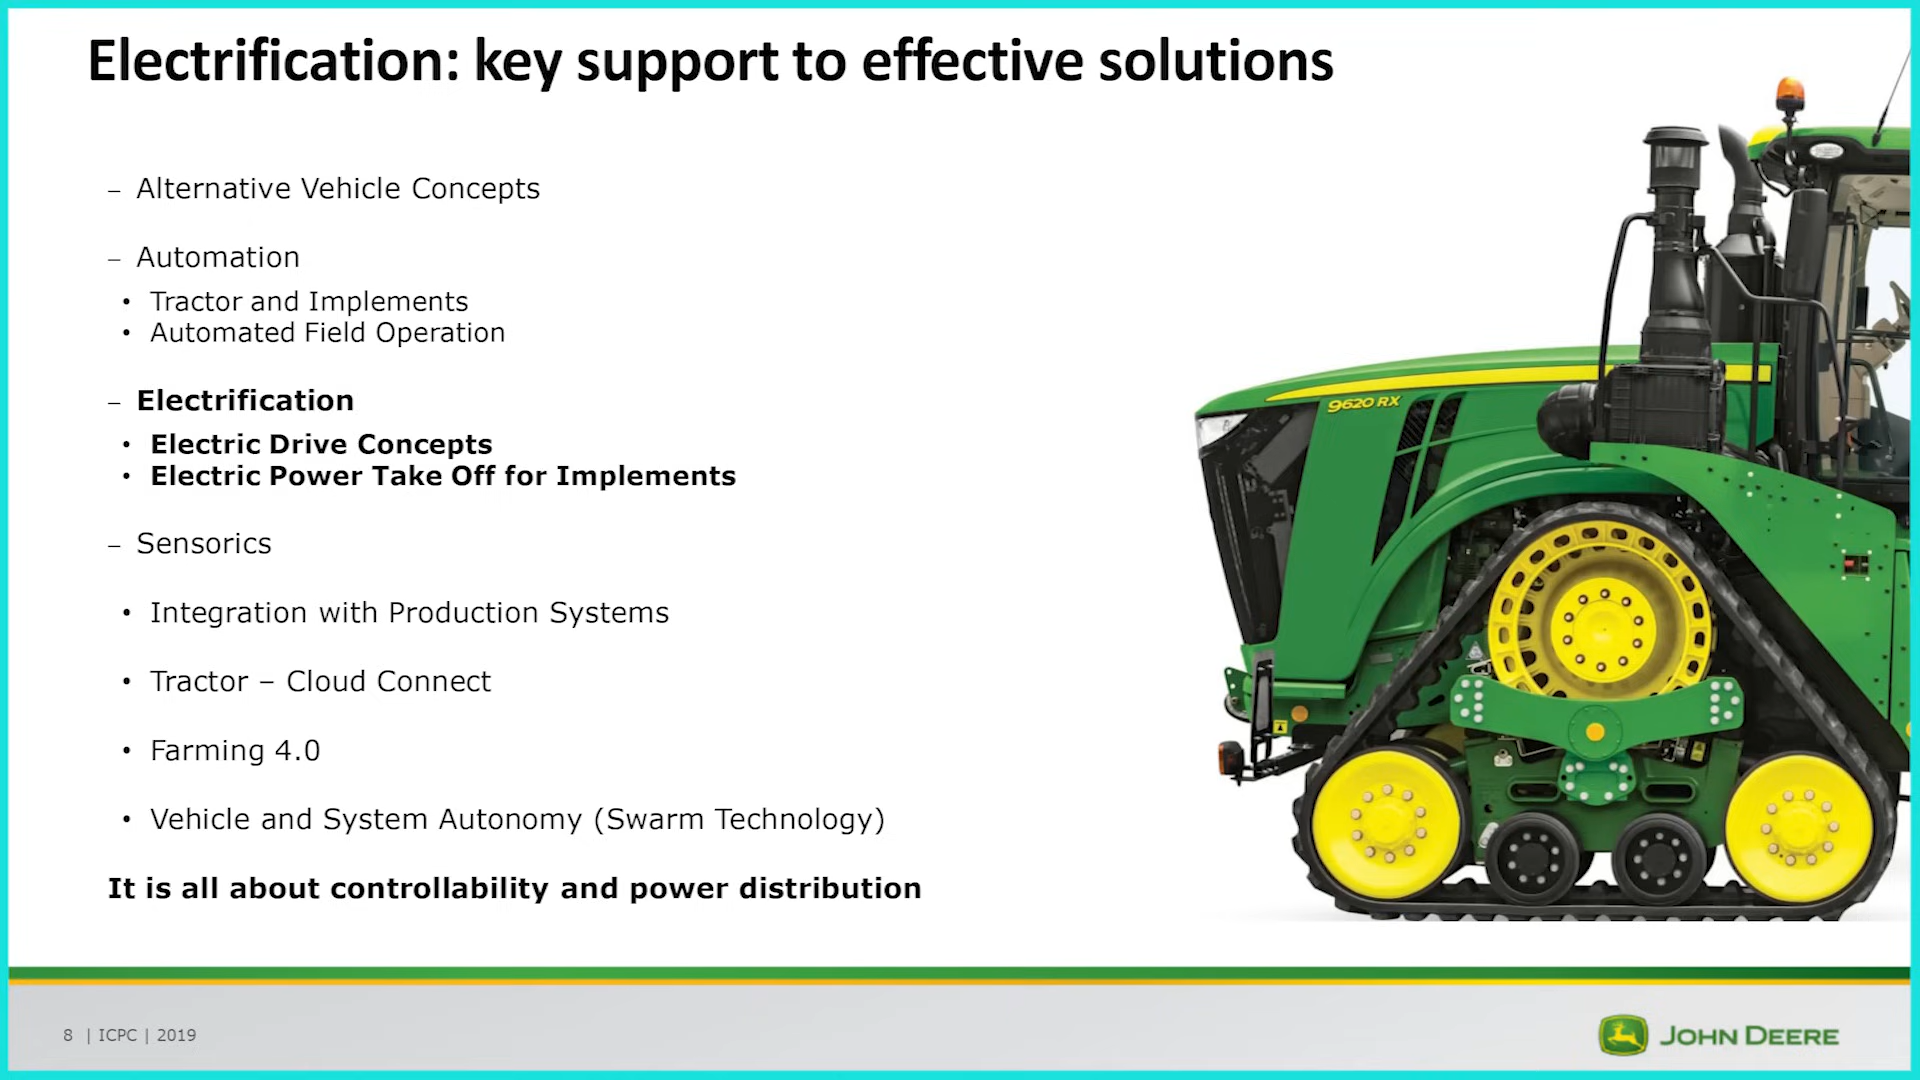 Electrification: key support to effective solutions
– Alternative Vehicle Concepts
– Automation
• Tractor and Implements
• Automated Field Operation
– Electrification
• Electric Drive Concepts
• Electric Power Take Off for Implements
– Sensorics
• Integration with Production Systems
• Tractor – Cloud Connect
• Farming 4.0
• Vehicle and System Autonomy (Swarm Technology)
It is all about controllability and power distribution
9620 RX
8 | ICPC | 2019
JOHN DEERE